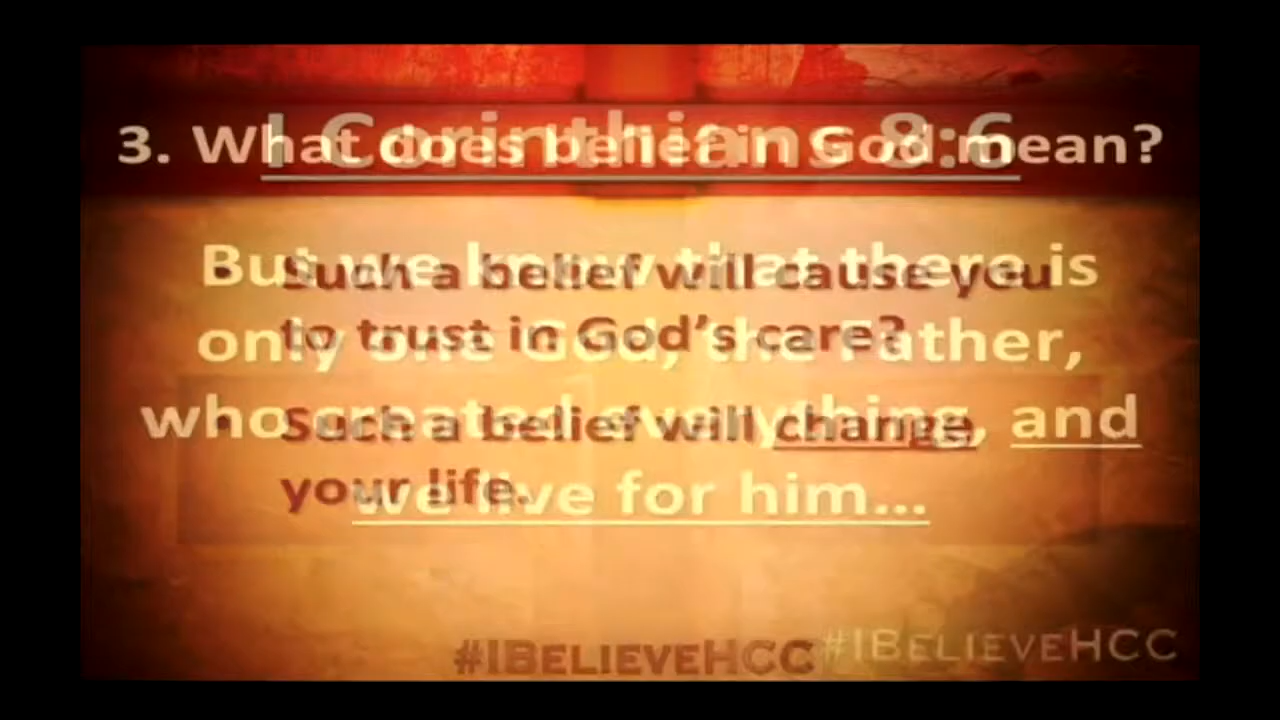 3. What does belief in God mean?
• Such a belief will cause you
to trust in God's care?
• Such a belief will change
your life.
#IBELIEVEHCC
I Corinthians 8:6
But we know that there is
only one God, the Father,
who created everything, and
we live for him...
#IBELIEVEHCC